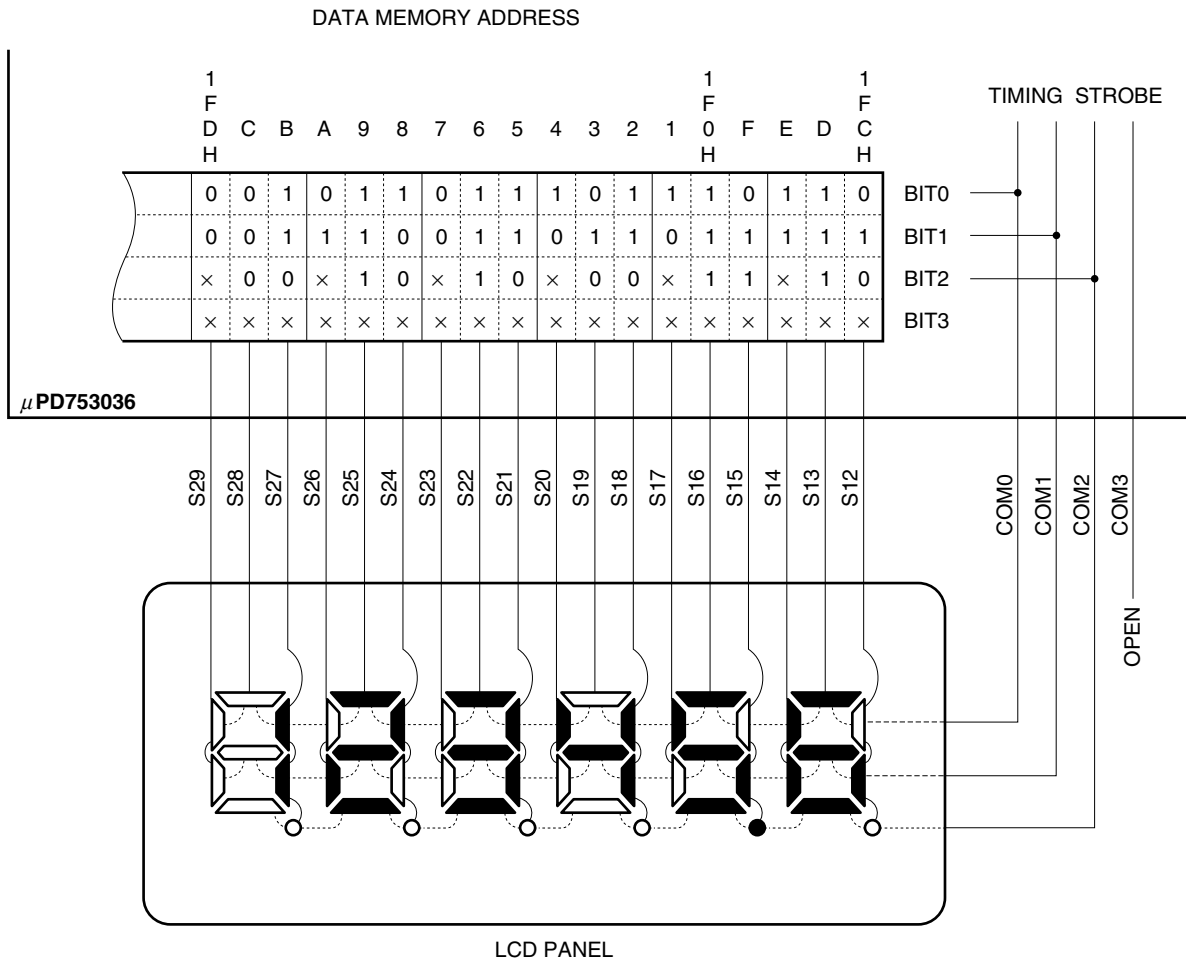 DATA MEMORY ADDRESS
1FDH C B A 9 8 7 6 5 4 3 2 1 1F0H F E D 1FCH
TIMING STROBE
0 0 1 0 1 1 0 1 1 1 0 1 1 1 0 1 1 0 BIT0
0 0 1 1 1 0 0 1 1 0 1 1 0 1 1 1 1 1 BIT1
× 0 0 × 1 0 × 1 0 × 0 0 × 1 1 × 1 0 BIT2
× × × × × × × × × × × × × × × × × × BIT3
μPD753036
S29 S28 S27 S26 S25 S24 S23 S22 S21 S20 S19 S18 S17 S16 S15 S14 S13 S12
COM0 COM1 COM2 COM3
OPEN
LCD PANEL